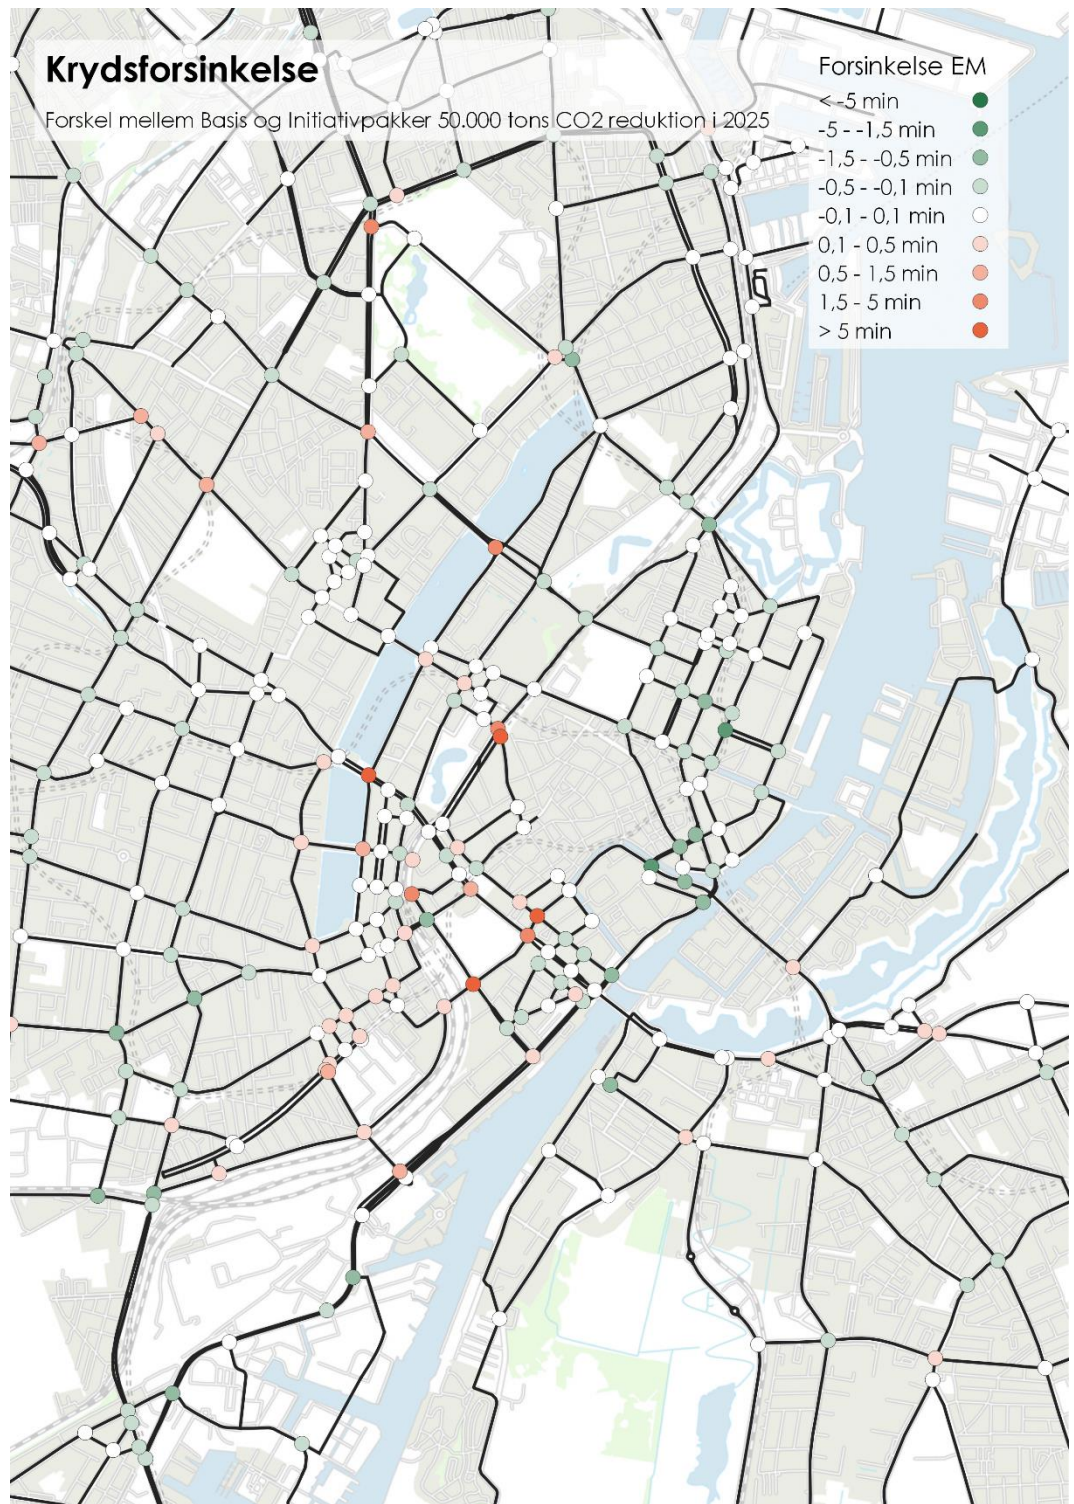 Krydsforsinkelse
Forskel mellem Basis og Initiativpakker 50.000 tons CO2 reduktion i 2025
Forsinkelse EM
< -5 min
-5 - -1,5 min
-1,5 - -0,5 min
-0,5 - -0,1 min
-0,1 - 0,1 min
0,1 - 0,5 min
0,5 - 1,5 min
1,5 - 5 min
> 5 min